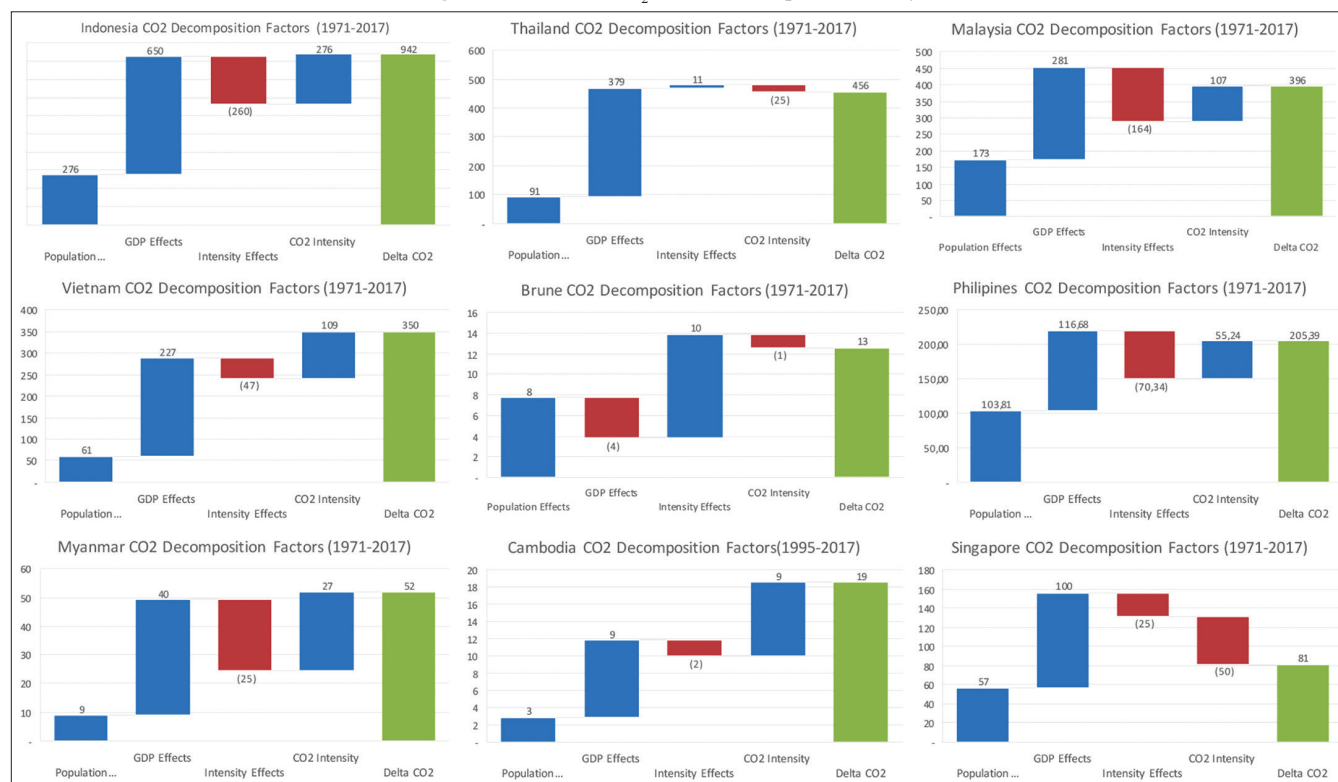 Indonesia CO2 Decomposition Factors (1971-2017)
650
276
942
(260)
276
GDP Effects
CO2 Intensity
Population ...
Intensity Effects
Delta CO2
Thailand CO2 Decomposition Factors (1971-2017)
600
500
400
300
200
100
-
379
11
456
(25)
91
GDP Effects
CO2 Intensity
Population ...
Intensity Effects
Delta CO2
Malaysia CO2 Decomposition Factors (1971-2017)
500
450
400
350
300
250
200
150
100
50
-
281
107
396
(164)
173
GDP Effects
CO2 Intensity
Population Effects
Intensity Effects
Delta CO2
Vietnam CO2 Decomposition Factors (1971-2017)
400
350
300
250
200
150
100
50
-
109
350
227
(47)
61
GDP Effects
CO2 Intensity
Population ...
Intensity Effects
Delta CO2
Brune CO2 Decomposition Factors (1971-2017)
16
14
12
10
8
6
4
2
-
10
(1)
13
8
(4)
GDP Effects
CO2 Intensity
Population Effects
Intensity Effects
Delta CO2
Philipines CO2 Decomposition Factors (1971-2017)
250,00
200,00
150,00
100,00
50,00
-
116,68
55,24
205,39
(70,34)
103,81
GDP Effects
CO2 Intensity
Population ...
Intensity Effects
Delta CO2
Myanmar CO2 Decomposition Factors (1971-2017)
60
50
40
30
20
10
-
40
27
52
(25)
9
GDP Effects
CO2 Intensity
Population ...
Intensity Effects
Delta CO2
Cambodia CO2 Decomposition Factors(1995-2017)
20
18
16
14
12
10
8
6
4
2
-
9
19
9
(2)
3
GDP Effects
CO2 Intensity
Population ...
Intensity Effects
Delta CO2
Singapore CO2 Decomposition Factors (1971-2017)
180
160
140
120
100
80
60
40
20
-
100
(25)
(50)
81
57
GDP Effects
CO2 Intensity
Population ...
Intensity Effects
Delta CO2